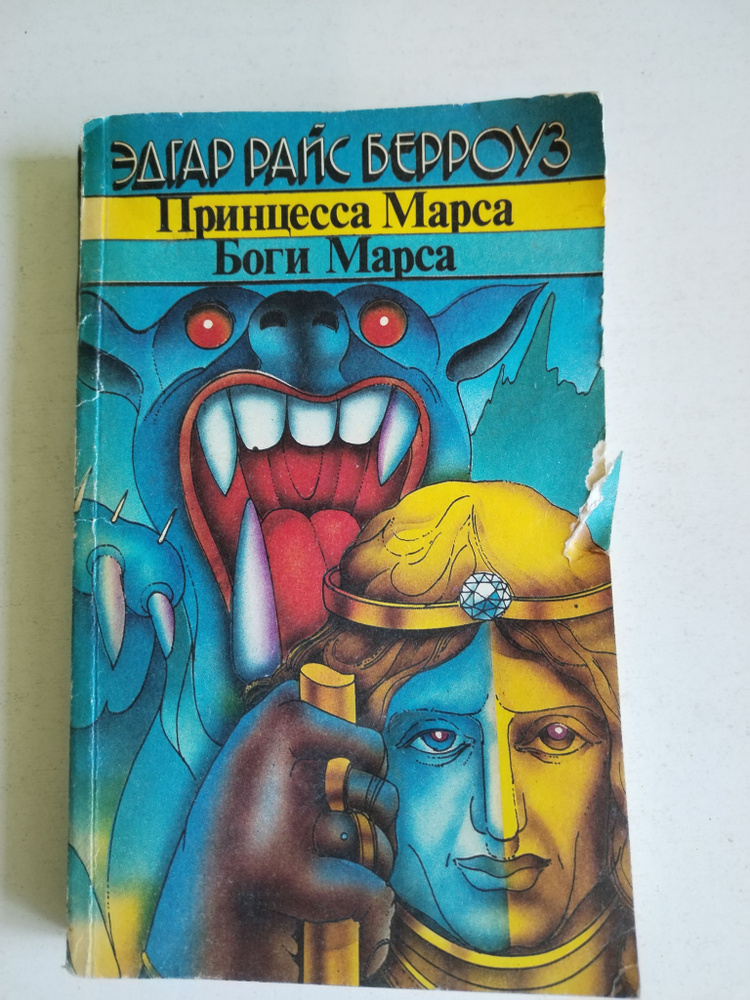 ЭДГАР РАЙС БЕРРОУЗ
Принцесса Марса
Боги Марса